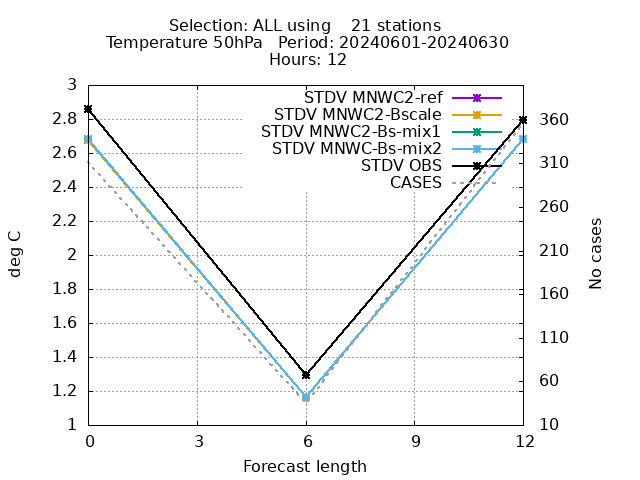 Selection: ALL using    21 stations
Temperature 50hPa   Period: 20240601-20240630
Hours: 12
STDV MNWC2-ref
STDV MNWC2-Bscale
STDV MNWC2-Bs-mix1
STDV MNWC-Bs-mix2
STDV OBS
CASES
deg C
3
2.8
2.6
2.4
2.2
2
1.8
1.6
1.4
1.2
1
360
310
260
210
160
110
60
10
No cases
0 3 6 9 12
Forecast length